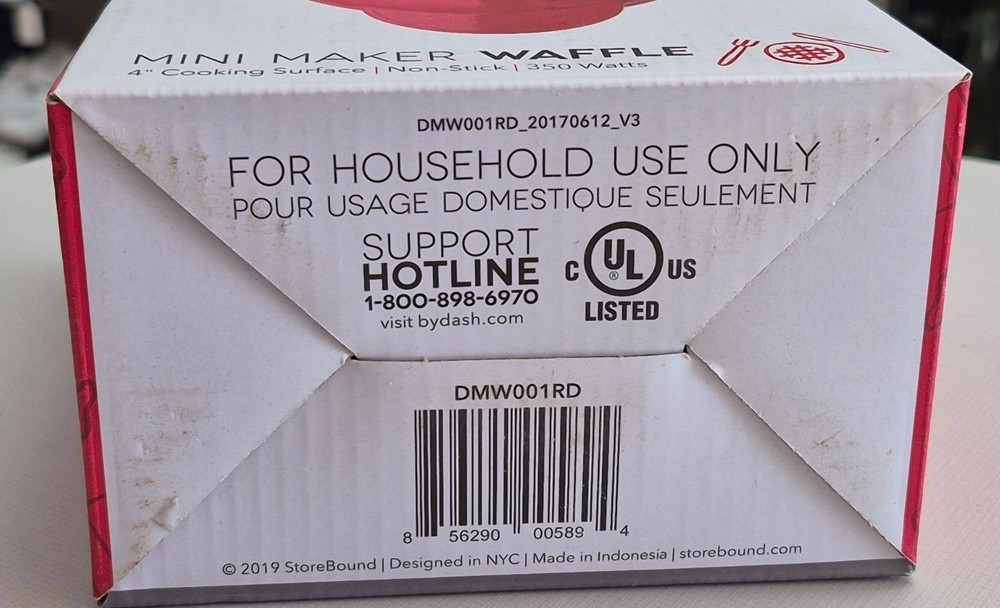 MINI MAKER WAFFLE
4" Cooking Surface | Non-Stick | 350 Watts
DMW001RD_20170612_V3
FOR HOUSEHOLD USE ONLY
POUR USAGE DOMESTIQUE SEULEMENT
SUPPORT
HOTLINE
1-800-898-6970
visit bydash.com
C UL® US
LISTED
DMW001RD
8 56290 00589 4
© 2019 StoreBound | Designed in NYC | Made in Indonesia | storebound.com